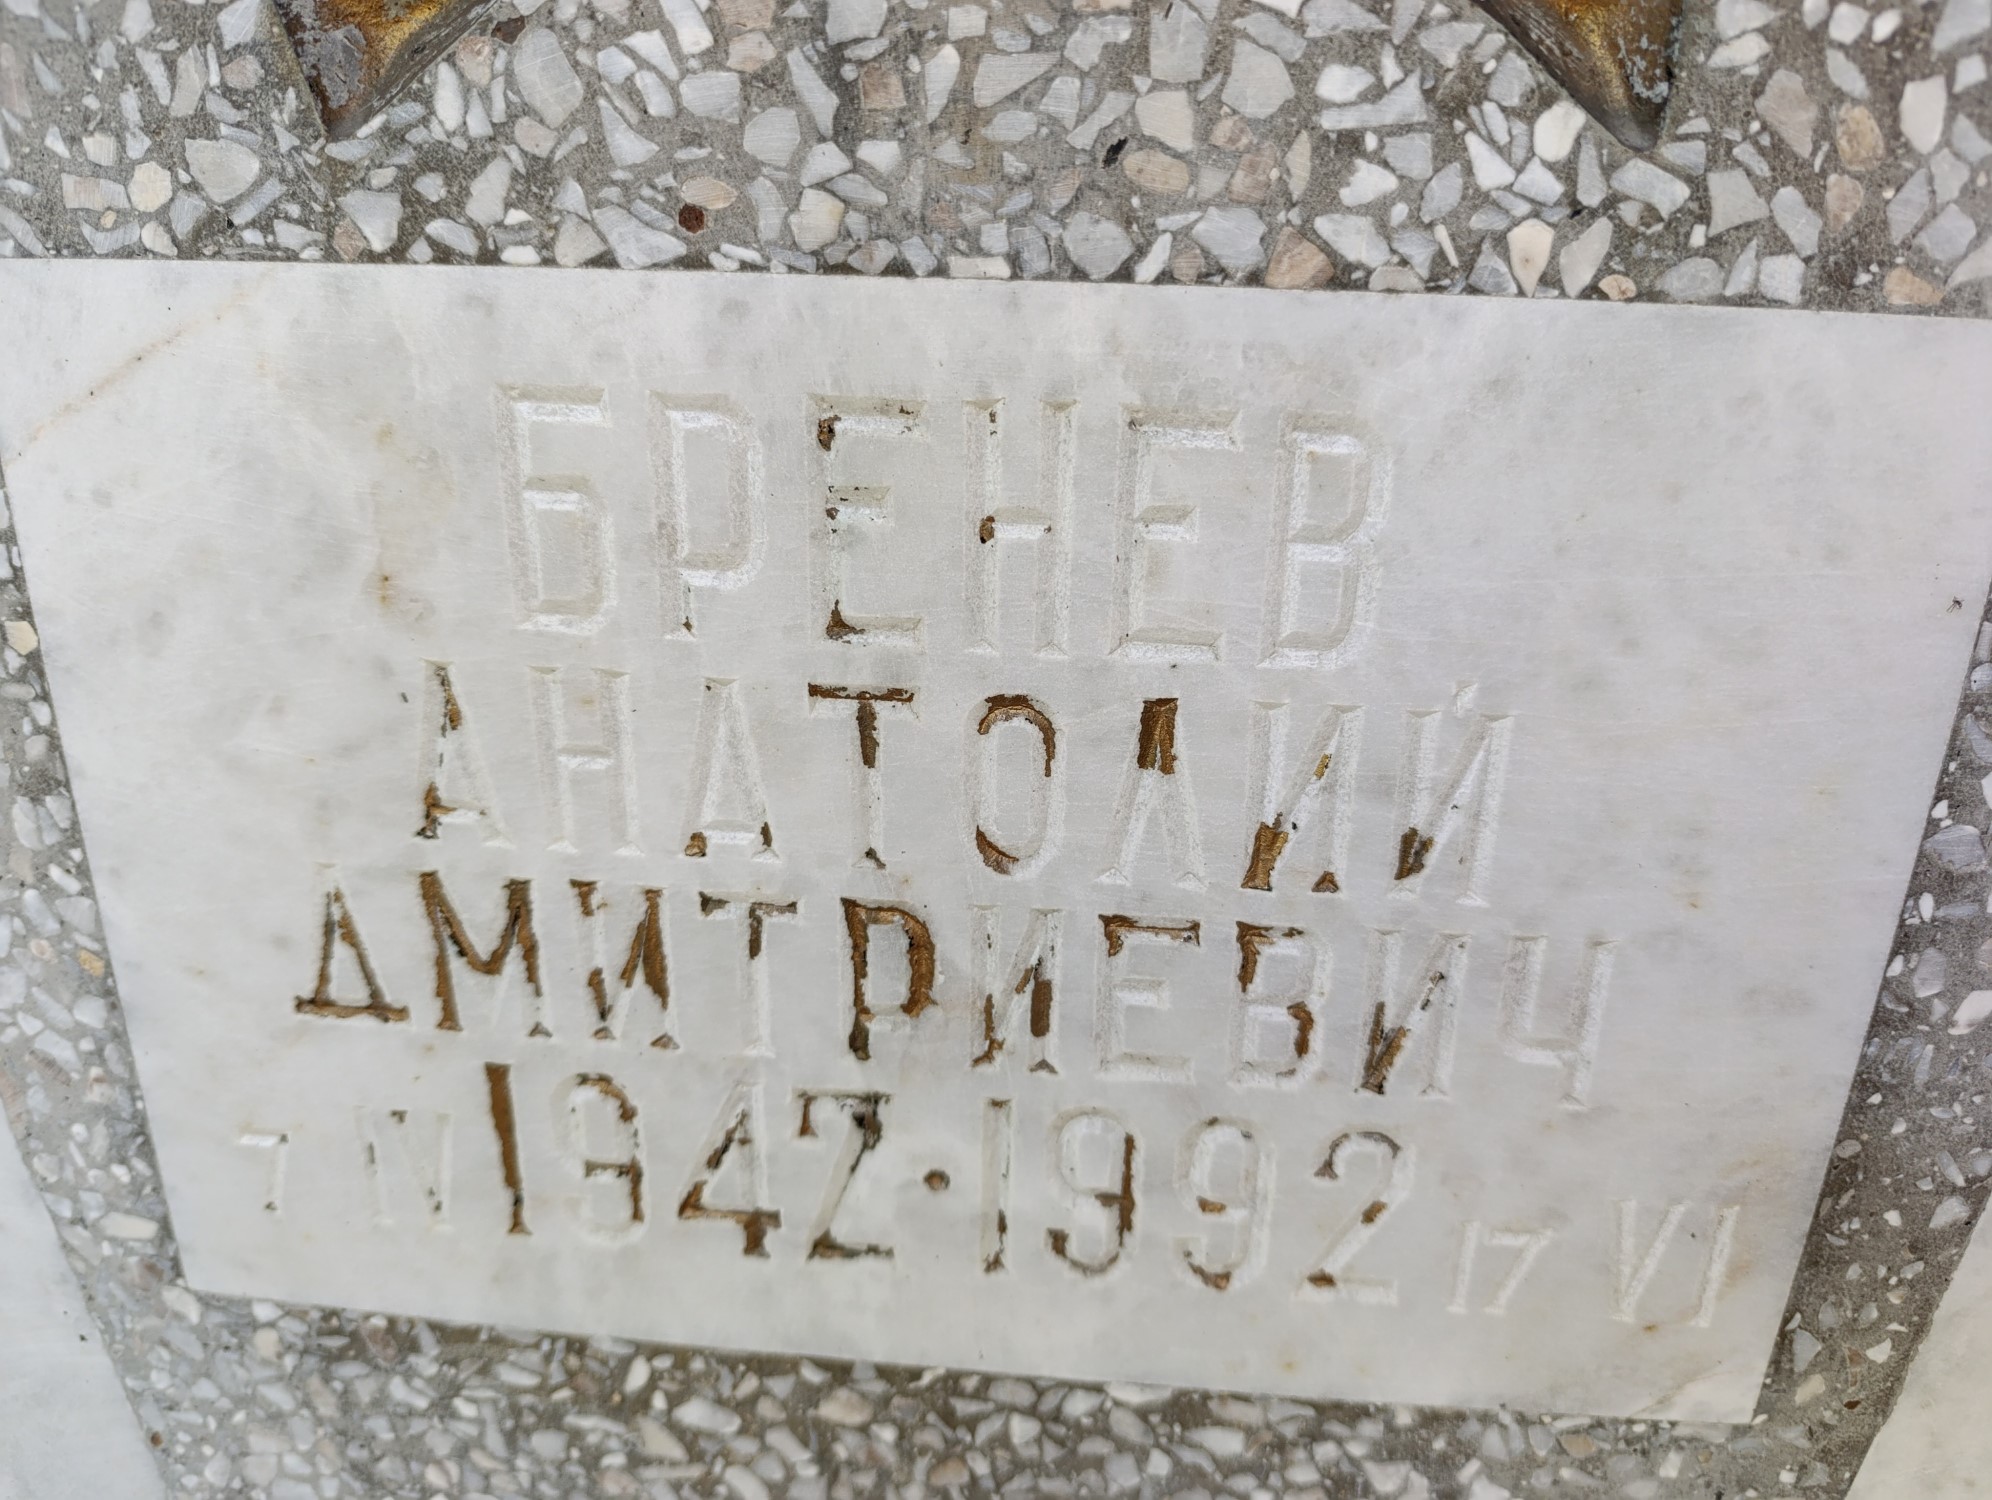 БРЕНЕВ
АНАТОЛИЙ
ДМИТРИЕВИЧ
7 IV 1942·1992 17 VI